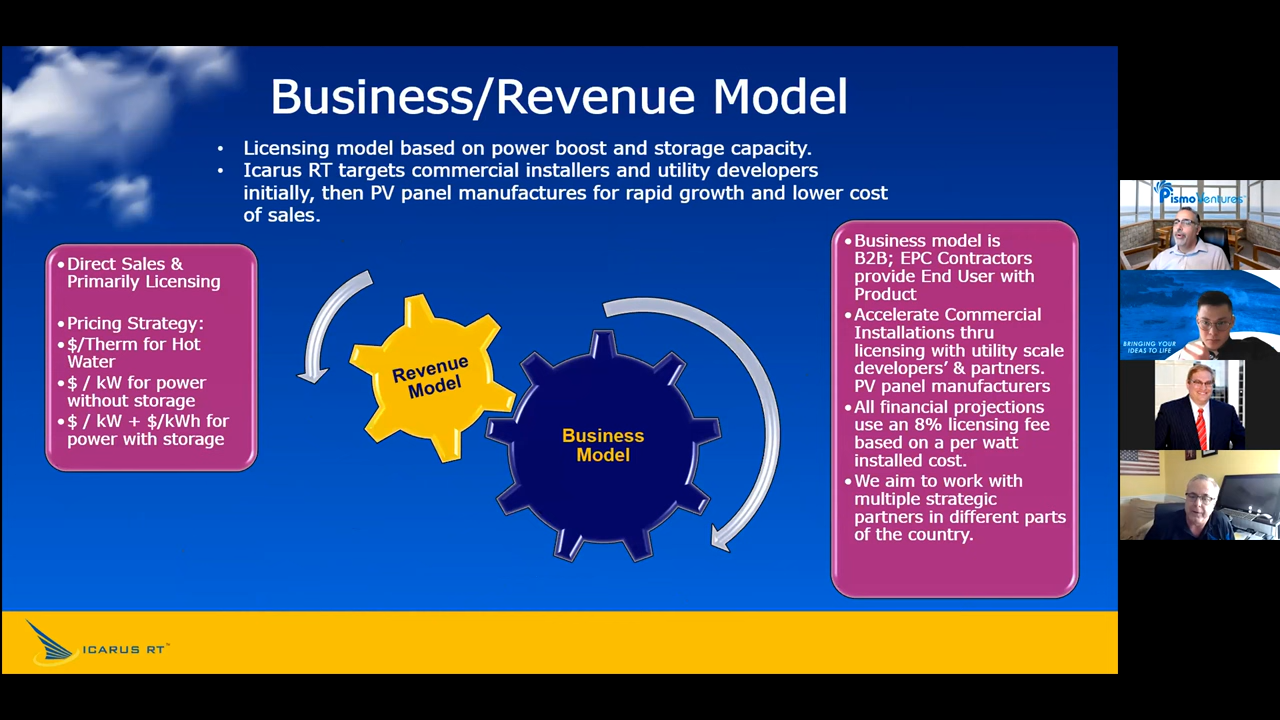 Business/Revenue Model
• Licensing model based on power boost and storage capacity.
• Icarus RT targets commercial installers and utility developers
initially, then PV panel manufactures for rapid growth and lower cost
of sales.
•Direct Sales &
Primarily Licensing
•Pricing Strategy:
•$/Therm for Hot
Water
•$ / kW for power
without storage
•$ / kW + $/kWh for
power with storage
Revenue
Model
Business
Model
•Business model is
B2B; EPC Contractors
provide End User with
Product
•Accelerate Commercial
Installations thru
licensing with utility scale
developers’ & partners.
PV panel manufacturers
•All financial projections
use an 8% licensing fee
based on a per watt
installed cost.
•We aim to work with
multiple strategic
partners in different parts
of the country.
ICARUS RT™
PismoVentures
BRINGING YOUR
IDEAS TO LIFE